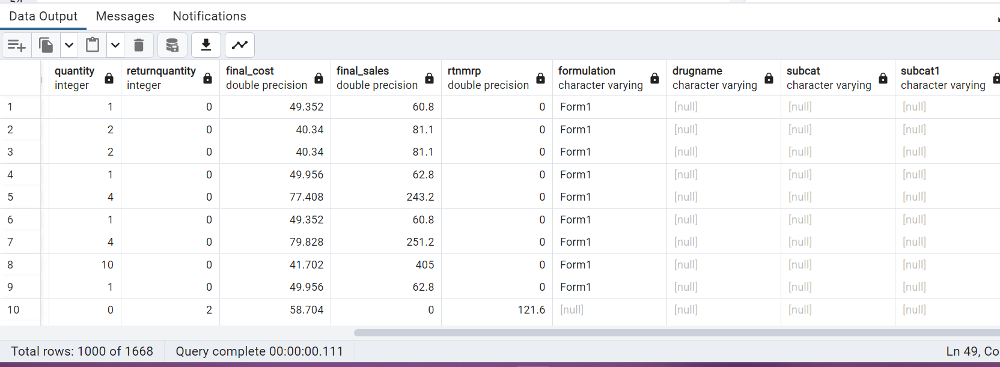 Data Output Messages Notifications
quantity returnquantity final_cost final_sales rtnmrp formulation drugname subcat subcat1
integer integer double precision double precision double precision character varying character varying character varying character varying
1 1 0 49.352 60.8 0 Form1 [null] [null] [null]
2 2 0 40.34 81.1 0 Form1 [null] [null] [null]
3 2 0 40.34 81.1 0 Form1 [null] [null] [null]
4 1 0 49.956 62.8 0 Form1 [null] [null] [null]
5 4 0 77.408 243.2 0 Form1 [null] [null] [null]
6 1 0 49.352 60.8 0 Form1 [null] [null] [null]
7 4 0 79.828 251.2 0 Form1 [null] [null] [null]
8 10 0 41.702 405 0 Form1 [null] [null] [null]
9 1 0 49.956 62.8 0 Form1 [null] [null] [null]
10 0 2 58.704 0 121.6 [null] [null] [null] [null]
Total rows: 1000 of 1668 Query complete 00:00:00.111 Ln 49, Co